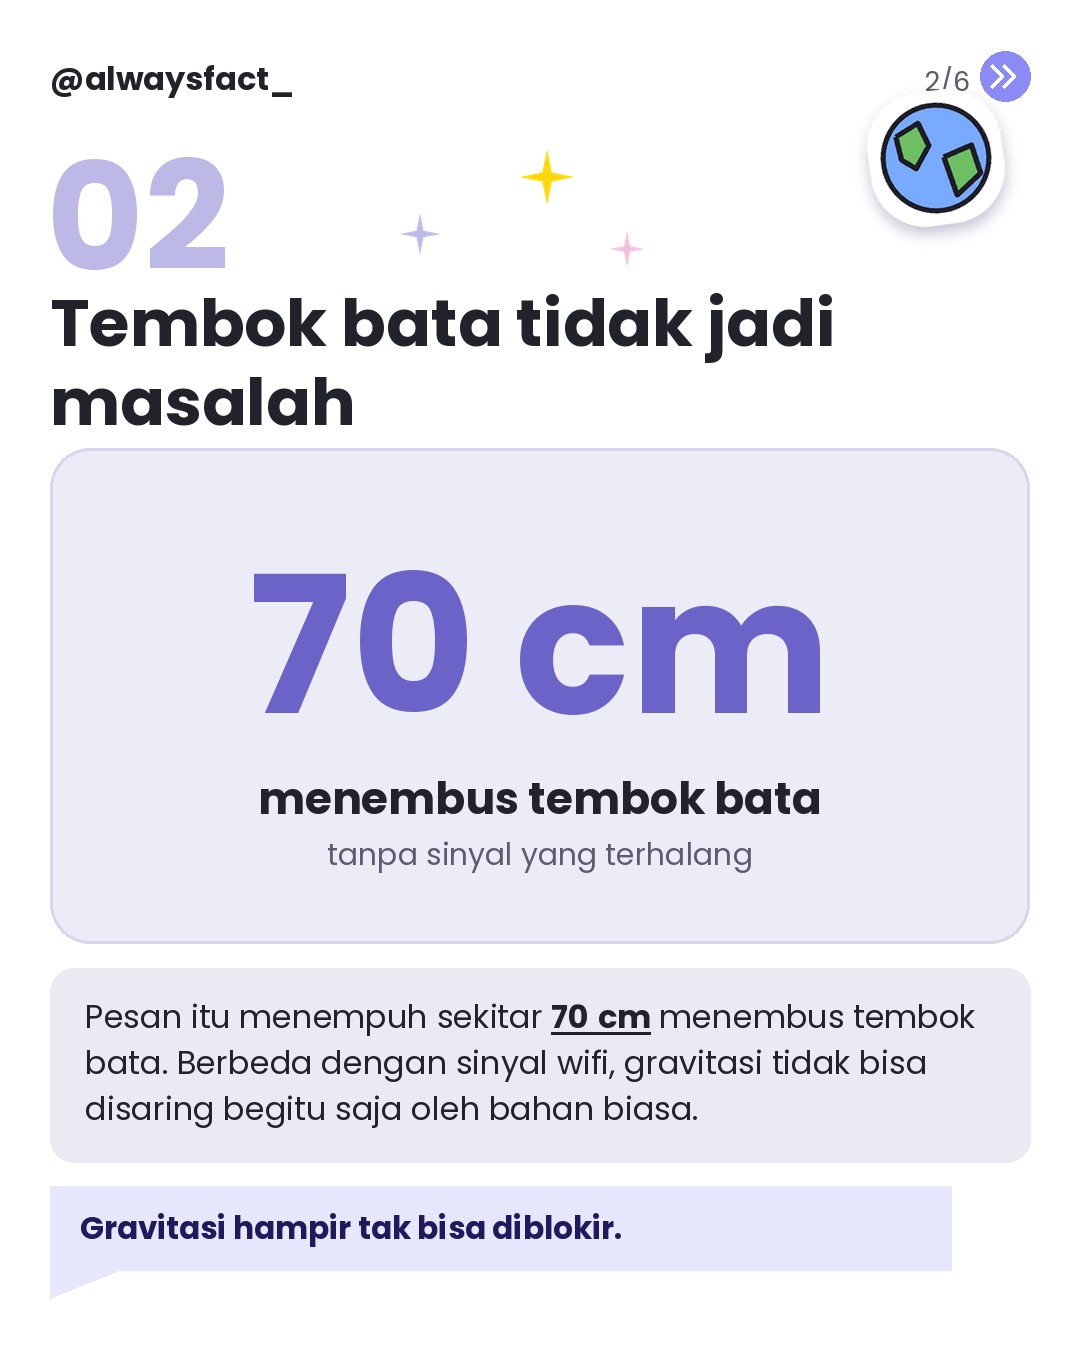 @alwaysfact_
2/6
02
Tembok bata tidak jadi
masalah
70 cm
menembus tembok bata
tanpa sinyal yang terhalang
Pesan itu menempuh sekitar 70 cm menembus tembok
bata. Berbeda dengan sinyal wifi, gravitasi tidak bisa
disaring begitu saja oleh bahan biasa.
Gravitasi hampir tak bisa diblokir.